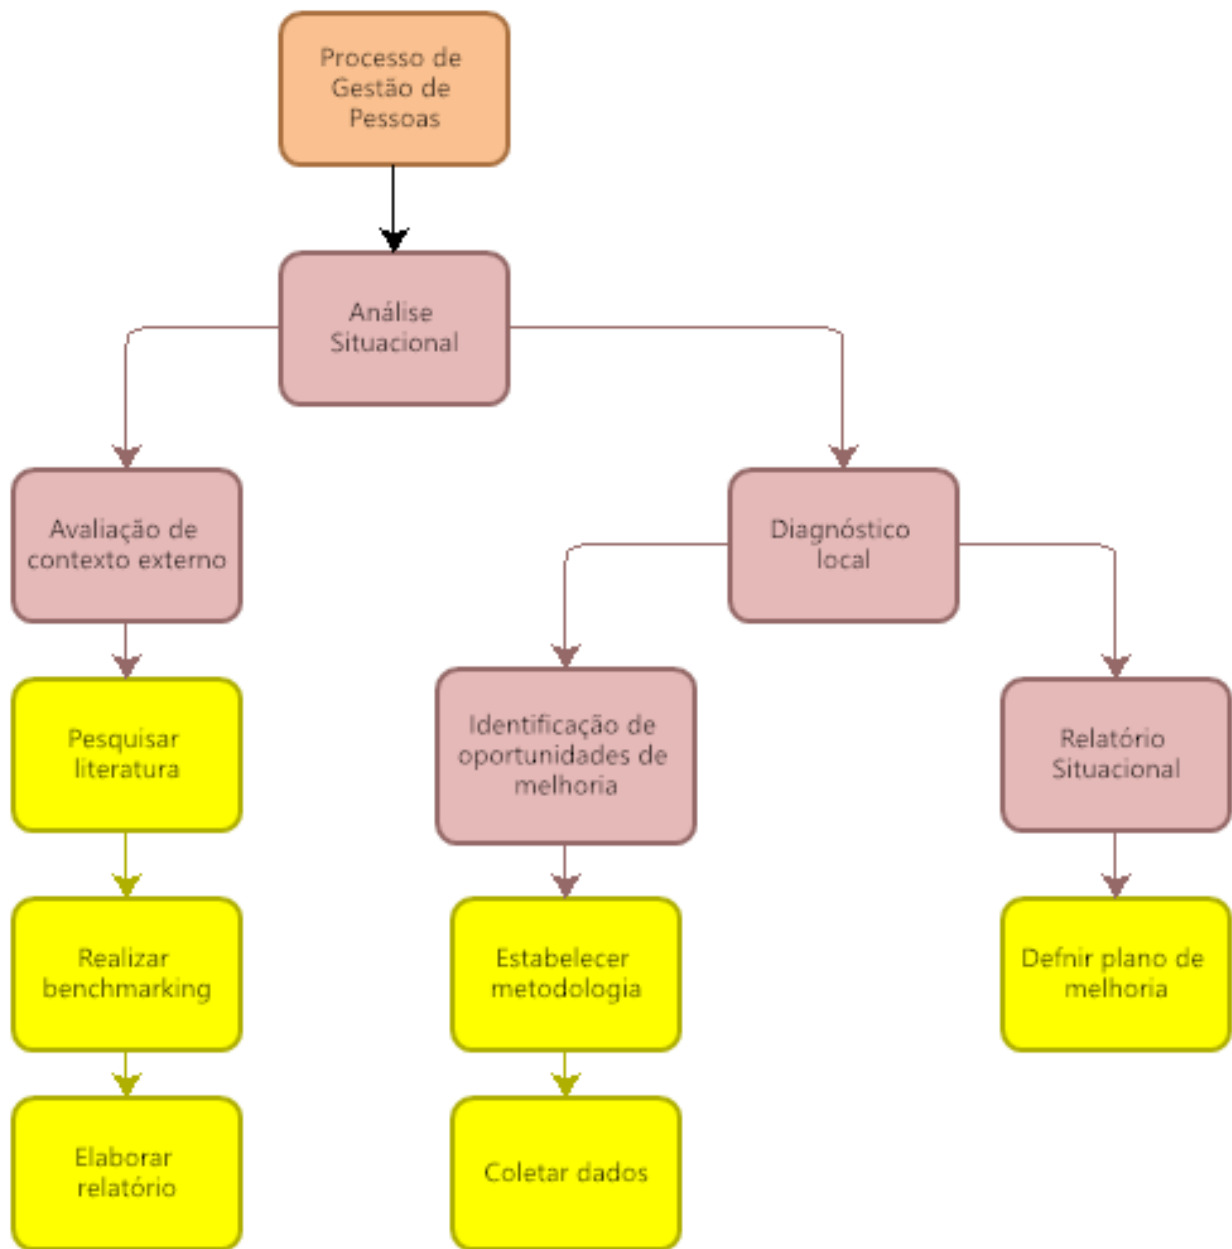 Processo de
Gestão de
Pessoas
Análise
Situacional
Avaliação de
contexto externo
Diagnóstico
local
Pesquisar
literatura
Identificação de
oportunidades de
melhoria
Relatório
Situacional
Realizar
benchmarking
Estabelecer
metodologia
Defnir plano de
melhoria
Elaborar
relatório
Coletar dados